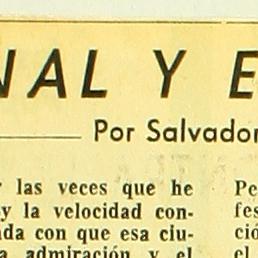 NAL Y E
Por Salvador
las veces que he
y la velocidad con-
da con que esa ciu-
admiración y el
Pe
fes
ció
el